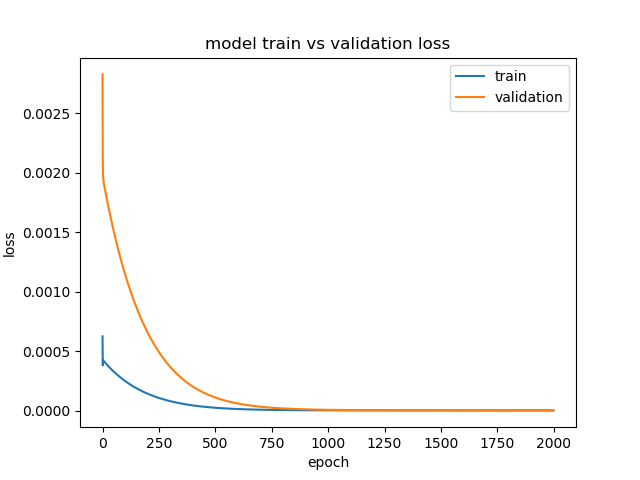 model train vs validation loss
train
validation
0.0025
0.0020
0.0015
0.0010
0.0005
0.0000
loss
0 250 500 750 1000 1250 1500 1750 2000
epoch